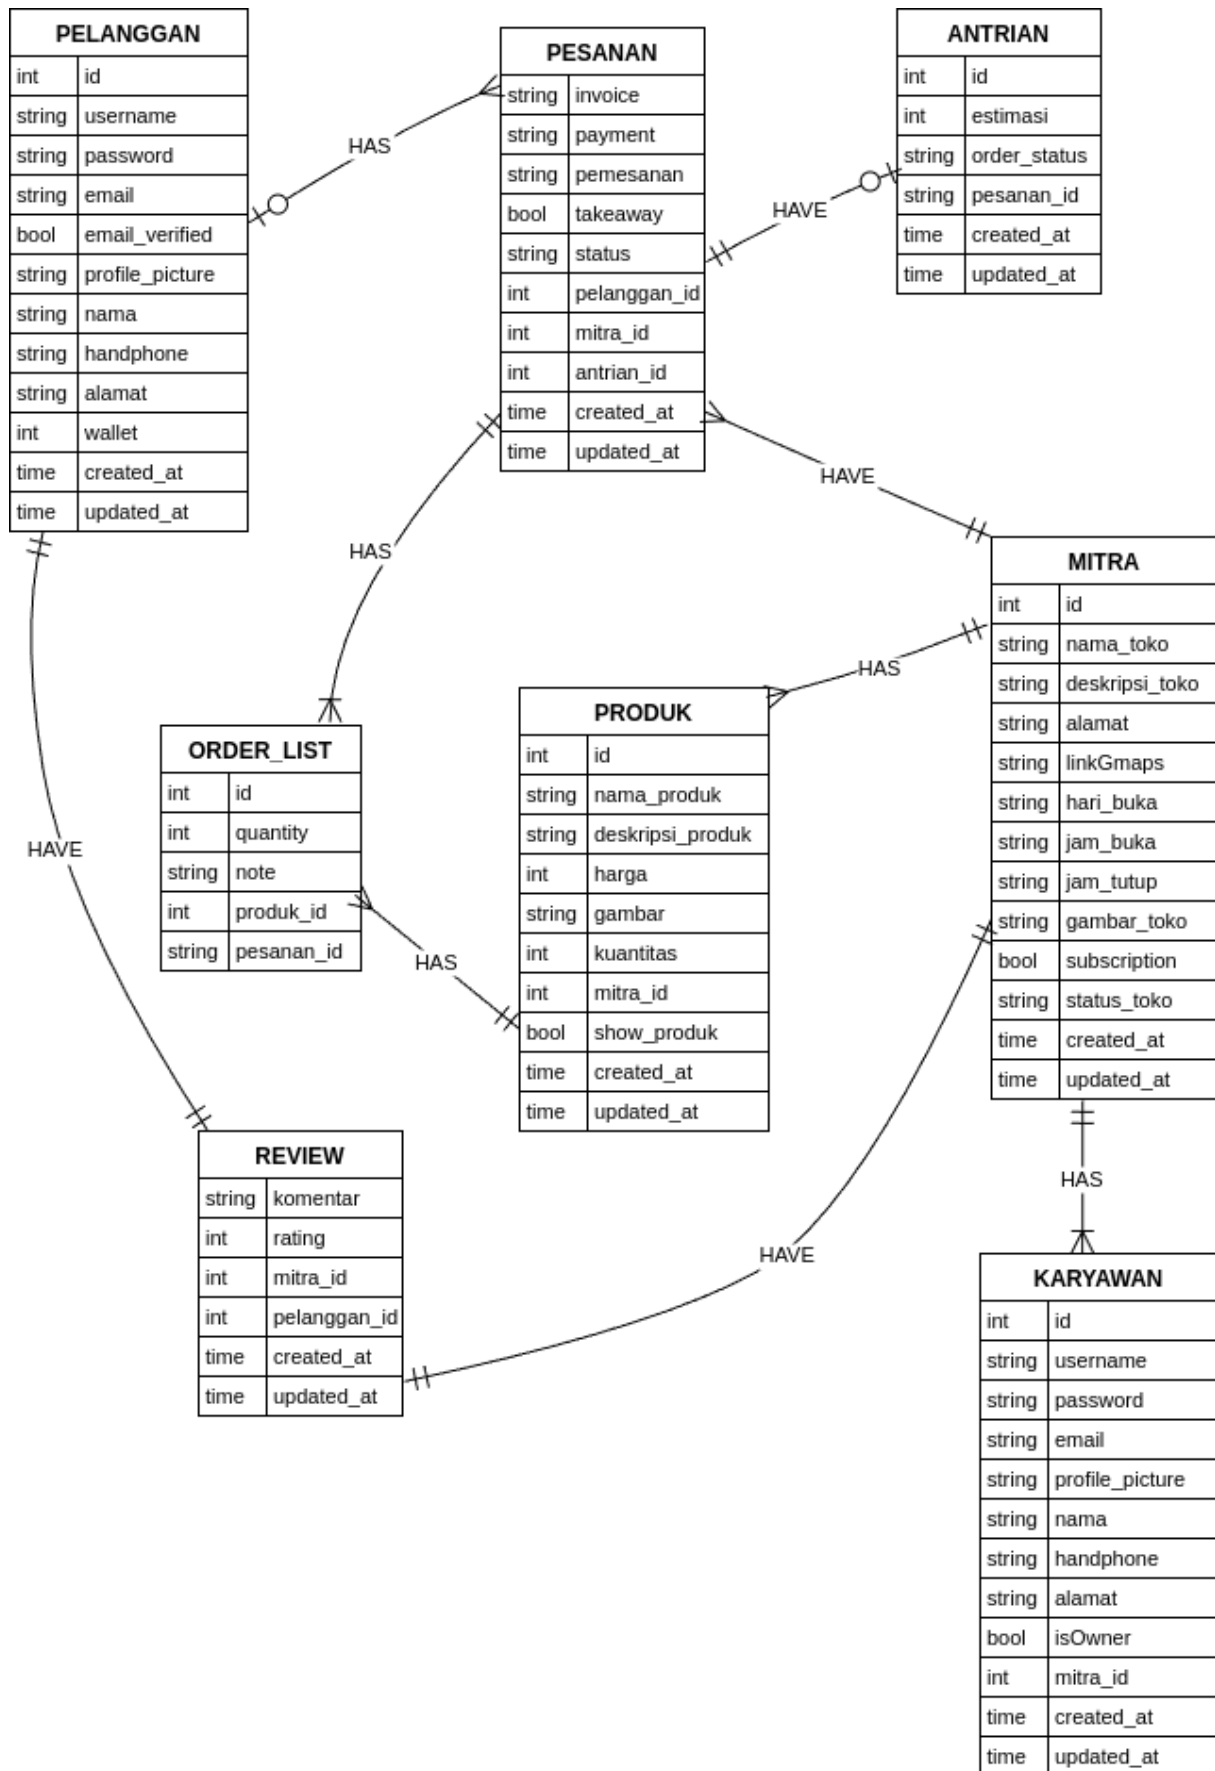 PELANGGAN
int id
string username
string password
string email
bool email_verified
string profile_picture
string nama
string handphone
string alamat
int wallet
time created_at
time updated_at
HAS
PESANAN
string invoice
string payment
string pemesanan
bool takeaway
string status
int pelanggan_id
int mitra_id
int antrian_id
time created_at
time updated_at
HAVE
ANTRIAN
int id
int estimasi
string order_status
string pesanan_id
time created_at
time updated_at
HAVE
HAS
HAS
MITRA
int id
string nama_toko
string deskripsi_toko
string alamat
string linkGmaps
string hari_buka
string jam_buka
string jam_tutup
string gambar_toko
bool subscription
string status_toko
time created_at
time updated_at
PRODUK
int id
string nama_produk
string deskripsi_produk
int harga
string gambar
int kuantitas
int mitra_id
bool show_produk
time created_at
time updated_at
ORDER_LIST
int id
int quantity
string note
int produk_id
string pesanan_id
HAVE
HAS
REVIEW
string komentar
int rating
int mitra_id
int pelanggan_id
time created_at
time updated_at
HAVE
HAS
KARYAWAN
int id
string username
string password
string email
string profile_picture
string nama
string handphone
string alamat
bool isOwner
int mitra_id
time created_at
time updated_at